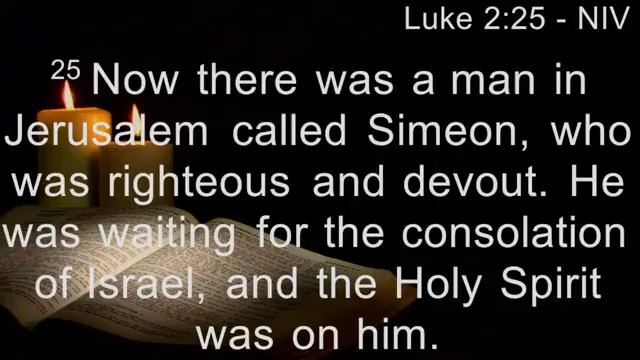 Luke 2:25 - NIV
25 Now there was a man in
Jerusalem called Simeon, who
was righteous and devout. He
was waiting for the consolation
of Israel, and the Holy Spirit
was on him.